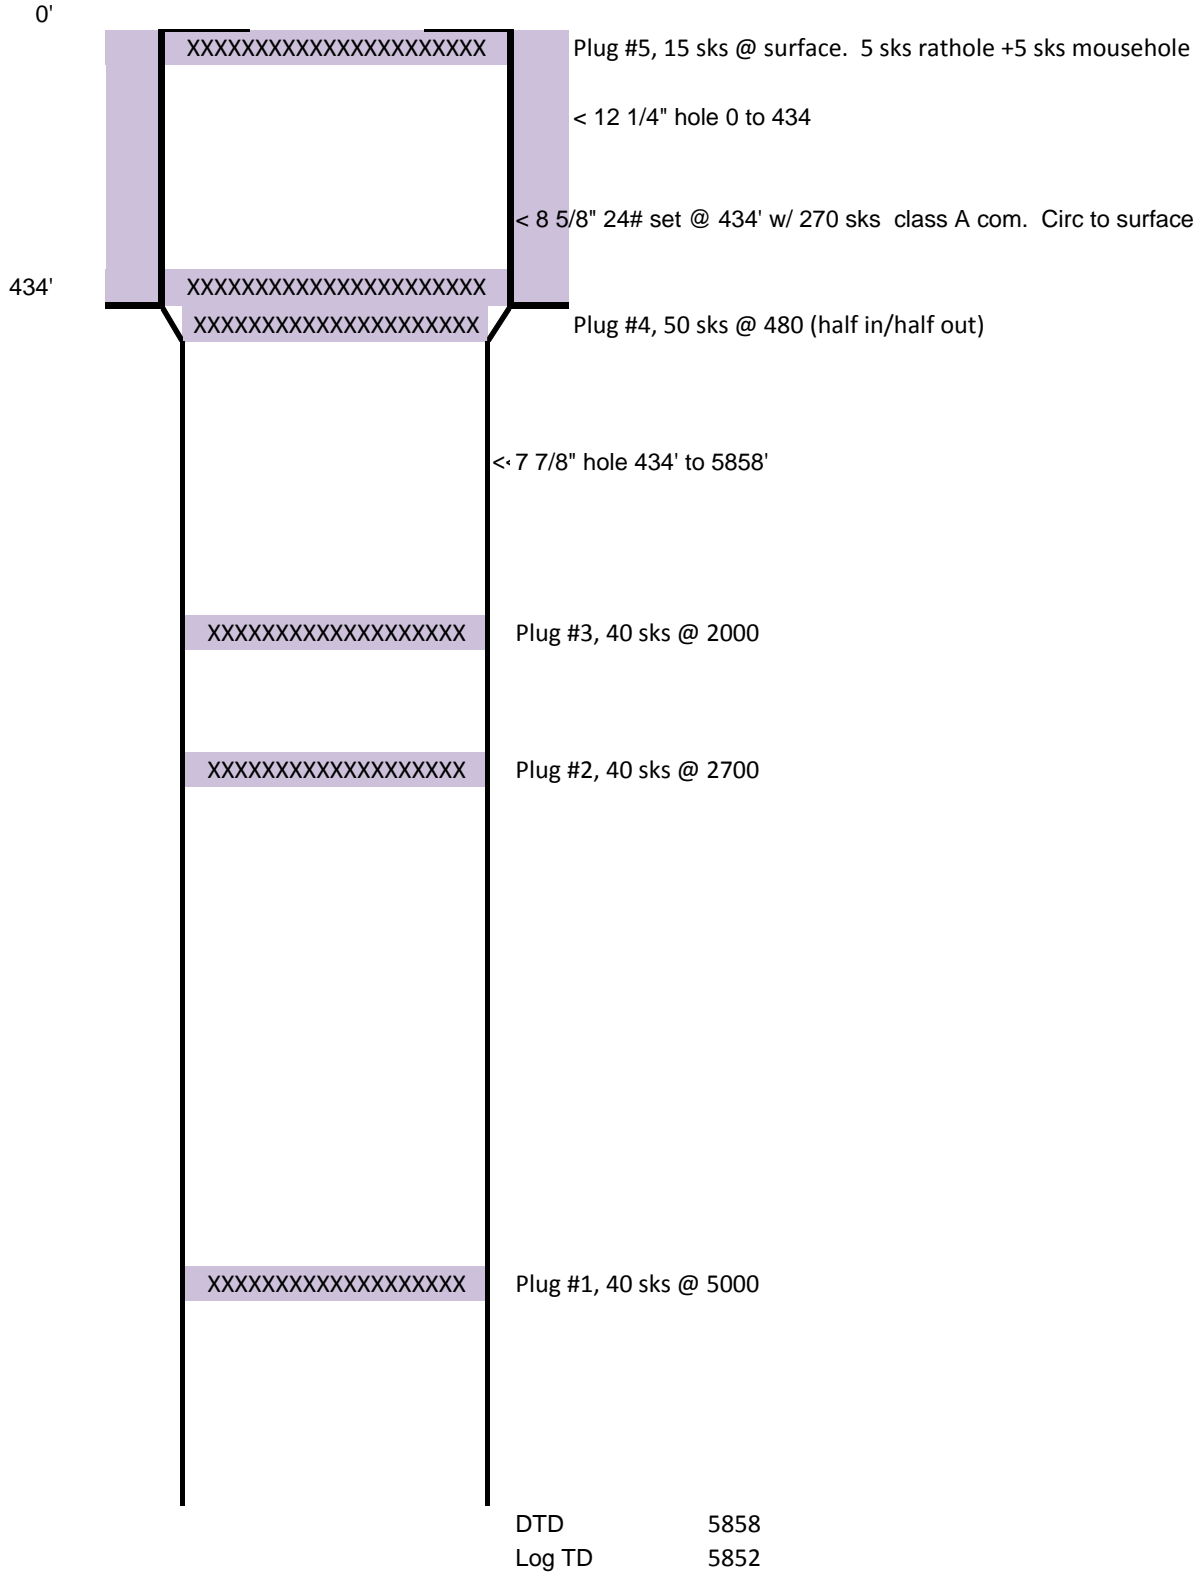 0'
XXXXXXXXXXXXXXXXXXXXXX Plug #5, 15 sks @ surface. 5 sks rathole +5 sks mousehole
< 12 1/4" hole 0 to 434
< 8 5/8" 24# set @ 434' w/ 270 sks class A com. Circ to surface
434' XXXXXXXXXXXXXXXXXXXXXX
XXXXXXXXXXXXXXXXXXXXX Plug #4, 50 sks @ 480 (half in/half out)
<< 7 7/8" hole 434' to 5858'
XXXXXXXXXXXXXXXXXXX Plug #3, 40 sks @ 2000
XXXXXXXXXXXXXXXXXXX Plug #2, 40 sks @ 2700
XXXXXXXXXXXXXXXXXXX Plug #1, 40 sks @ 5000
DTD 5858
Log TD 5852